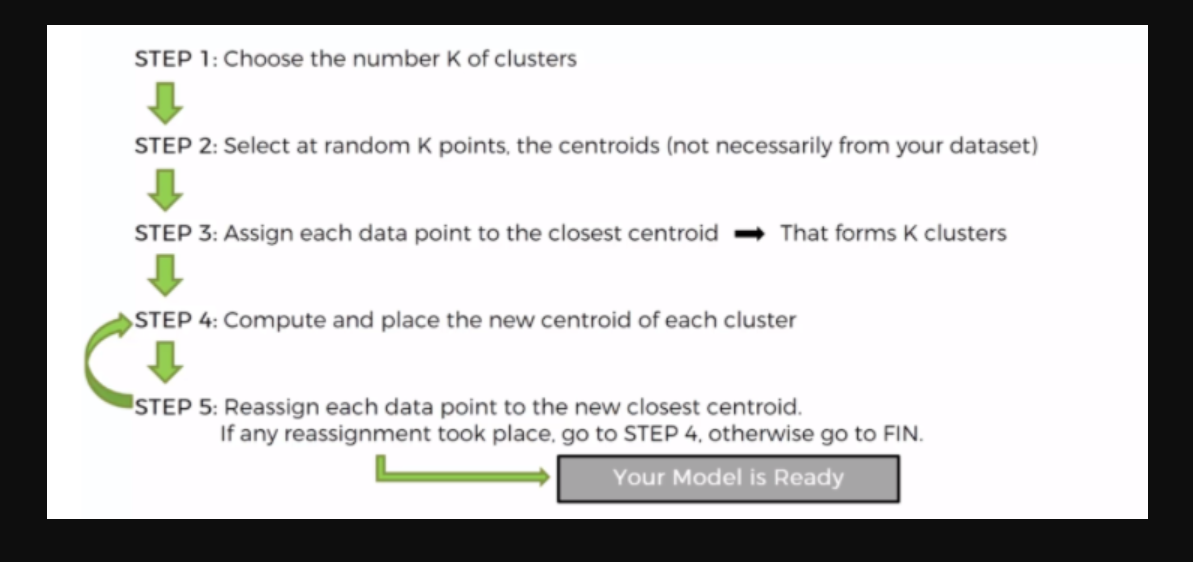 STEP 1: Choose the number K of clusters
STEP 2: Select at random K points, the centroids (not necessarily from your dataset)
STEP 3: Assign each data point to the closest centroid That forms K clusters
STEP 4: Compute and place the new centroid of each cluster
STEP 5: Reassign each data point to the new closest centroid.
If any reassignment took place, go to STEP 4, otherwise go to FIN.
Your Model is Ready